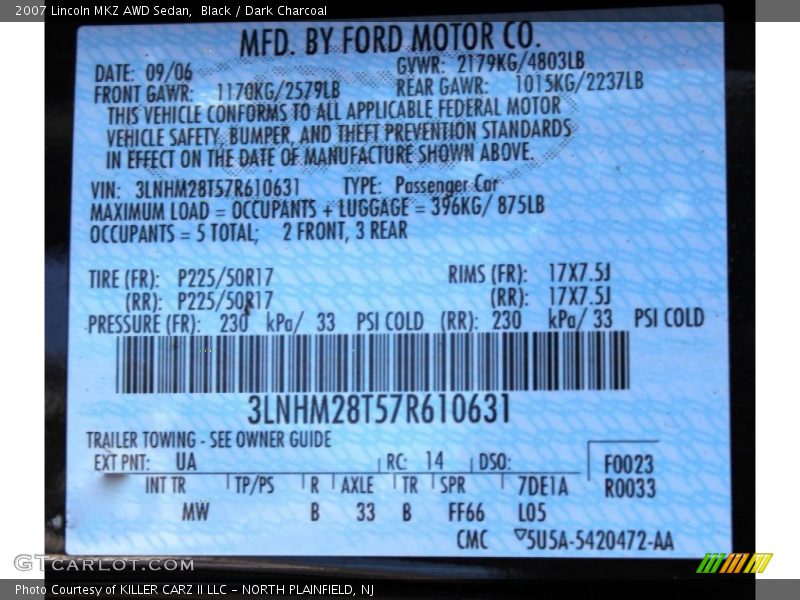 2007 Lincoln MKZ AWD Sedan, Black / Dark Charcoal
MFD. BY FORD MOTOR CO.
DATE: 09/06 GVWR: 2179KG/4803LB
FRONT GAWR: 1170KG/2579LB REAR GAWR: 1015KG/2237LB
THIS VEHICLE CONFORMS TO ALL APPLICABLE FEDERAL MOTOR
VEHICLE SAFETY, BUMPER, AND THEFT PREVENTION STANDARDS
IN EFFECT ON THE DATE OF MANUFACTURE SHOWN ABOVE.
VIN: 3LNHM28T57R610631 TYPE: Passenger Car
MAXIMUM LOAD = OCCUPANTS + LUGGAGE = 396KG/ 875LB
OCCUPANTS = 5 TOTAL; 2 FRONT, 3 REAR
TIRE (FR): P225/50R17 RIMS (FR): 17X7.5J
(RR): P225/50R17 (RR): 17X7.5J
PRESSURE (FR): 230 kPa/ 33 PSI COLD (RR): 230 kPa/ 33 PSI COLD
3LNHM28T57R610631
TRAILER TOWING - SEE OWNER GUIDE
EXT PNT: UA RC: 14 DSO: F0023
INT TR TP/PS R AXLE TR SPR 7DE1A R0033
MW B 33 B FF66 L05
CMC 5U5A-5420472-AA
GTCARLOT.COM
Photo Courtesy of KILLER CARZ II LLC - NORTH PLAINFIELD, NJ